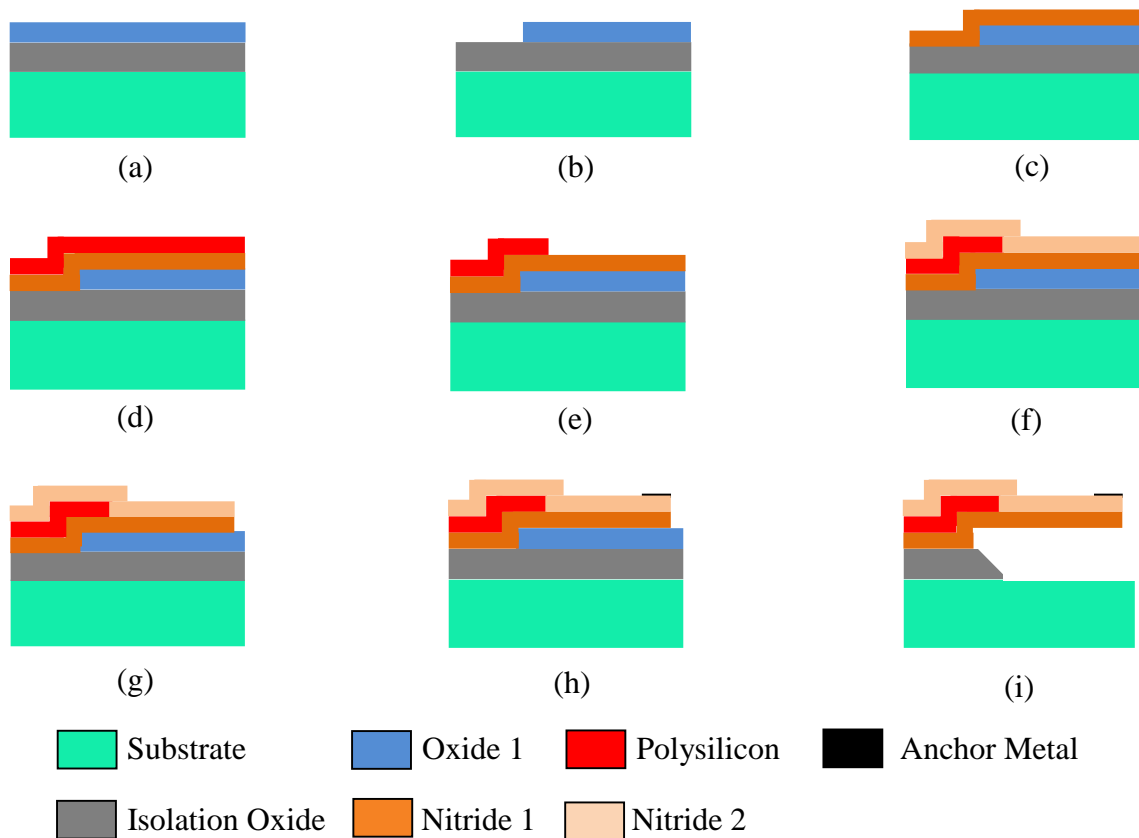 (a)
(b)
(c)
(d)
(e)
(f)
(g)
(h)
(i)
Substrate
Oxide 1
Polysilicon
Anchor Metal
Isolation Oxide
Nitride 1
Nitride 2